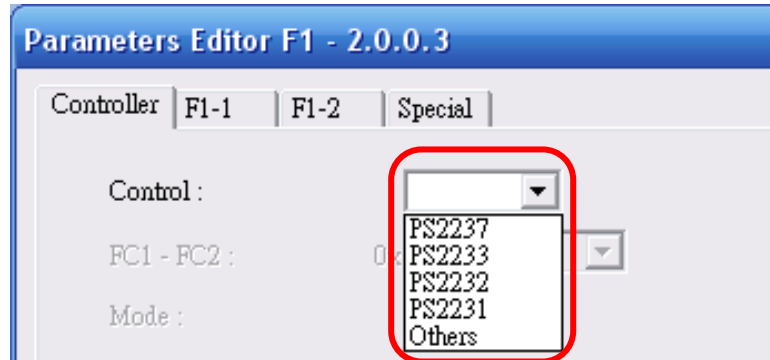 Parameters Editor F1 - 2.0.0.3
Controller F1-1 F1-2 Special
Control :
PS2237
FC1 - FC2 : 0x PS2233
PS2232
Mode : PS2231
Others